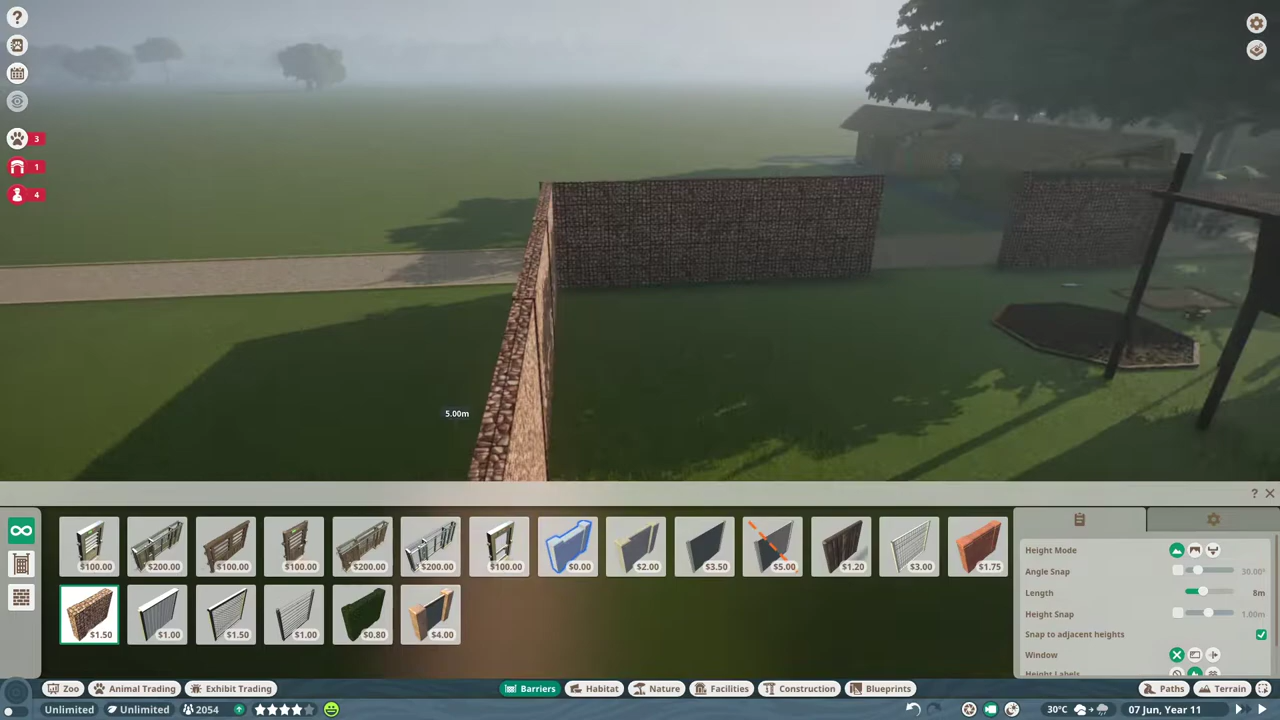 ?
3
1
4
5.00m
?
$100.00
$200.00
$100.00
$100.00
$200.00
$200.00
$100.00
$0.00
$2.00
$3.50
$5.00
$1.20
$3.00
$1.75
$1.50
$1.00
$1.50
$1.00
$0.80
$4.00
Height Mode
Angle Snap 30.00°
Length 8m
Height Snap 1.00m
Snap to adjacent heights
Window
Height Labels
Zoo Animal Trading Exhibit Trading Barriers Habitat Nature Facilities Construction Blueprints Paths Terrain
Unlimited Unlimited 2054 30°C 07 Jun, Year 11